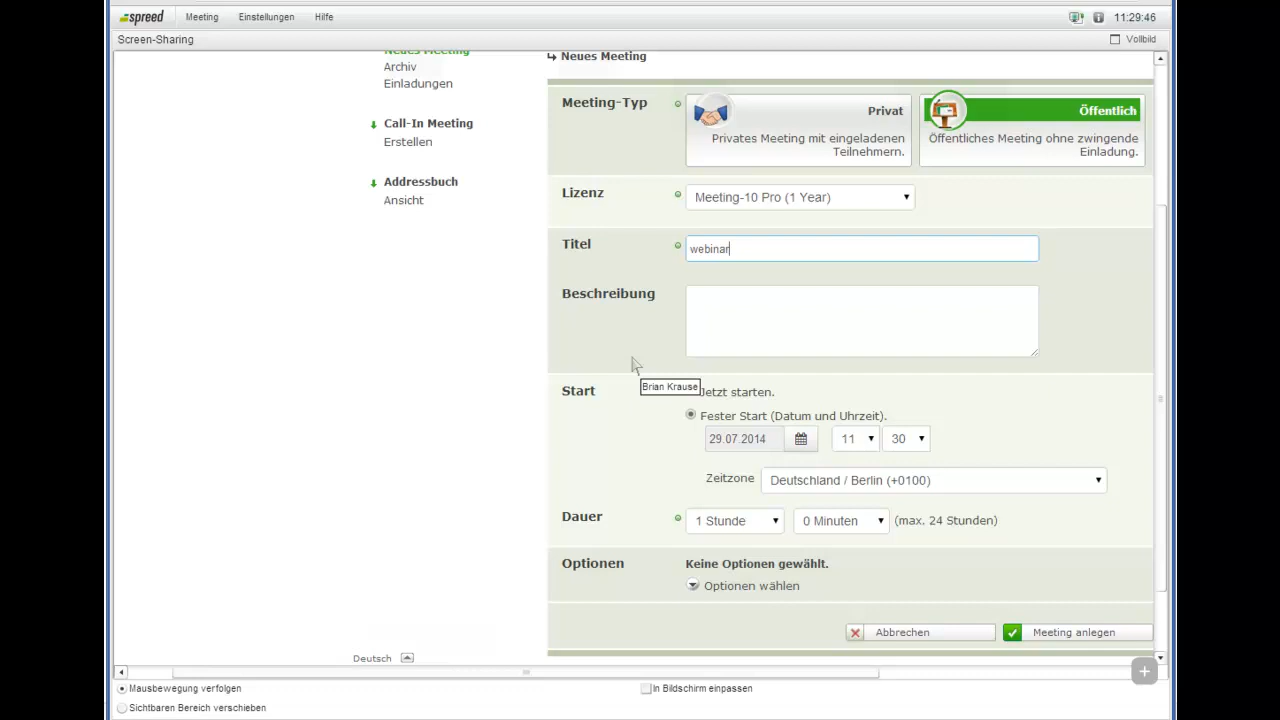 spreed Meeting Einstellungen Hilfe 11:29:46
Screen-Sharing Vollbild
Neues Meeting
Archiv
Einladungen
Call-In Meeting
Erstellen
Addressbuch
Ansicht
Neues Meeting
Meeting-Typ
Privat
Privates Meeting mit eingeladenen
Teilnehmern.
Öffentlich
Öffentliches Meeting ohne zwingende
Einladung.
Lizenz Meeting-10 Pro (1 Year)
Titel webinar
Beschreibung
Brian Krause
Start Jetzt starten.
Fester Start (Datum und Uhrzeit).
29.07.2014 11 30
Zeitzone Deutschland / Berlin (+0100)
Dauer 1 Stunde 0 Minuten (max. 24 Stunden)
Optionen Keine Optionen gewählt.
Optionen wählen
Abbrechen Meeting anlegen
Deutsch
Mausbewegung verfolgen In Bildschirm einpassen
Sichtbaren Bereich verschieben